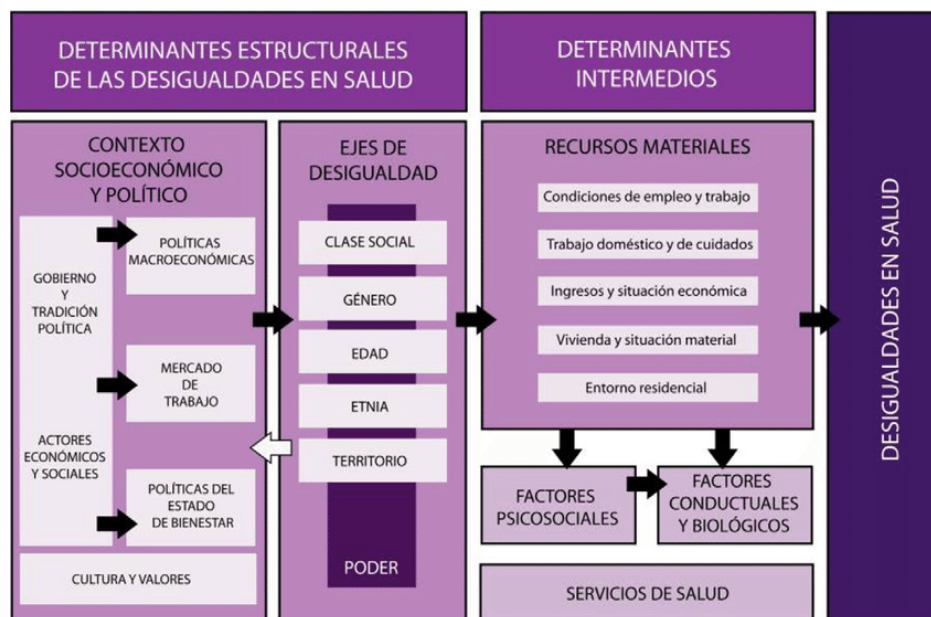 DETERMINANTES ESTRUCTURALES
DE LAS DESIGUALDADES EN SALUD
DETERMINANTES
INTERMEDIOS
CONTEXTO
SOCIOECONÓMICO
Y POLÍTICO
GOBIERNO
Y
TRADICIÓN
POLÍTICA
ACTORES
ECONÓMICOS
Y SOCIALES
POLÍTICAS
MACROECONÓMICAS
MERCADO
DE
TRABAJO
POLÍTICAS DEL
ESTADO
DE BIENESTAR
CULTURA Y VALORES
EJES DE
DESIGUALDAD
CLASE SOCIAL
GÉNERO
EDAD
ETNIA
TERRITORIO
PODER
RECURSOS MATERIALES
Condiciones de empleo y trabajo
Trabajo doméstico y de cuidados
Ingresos y situación económica
Vivienda y situación material
Entorno residencial
FACTORES
PSICOSOCIALES
FACTORES
CONDUCTUALES
Y BIOLÓGICOS
SERVICIOS DE SALUD
DESIGUALDADES EN SALUD